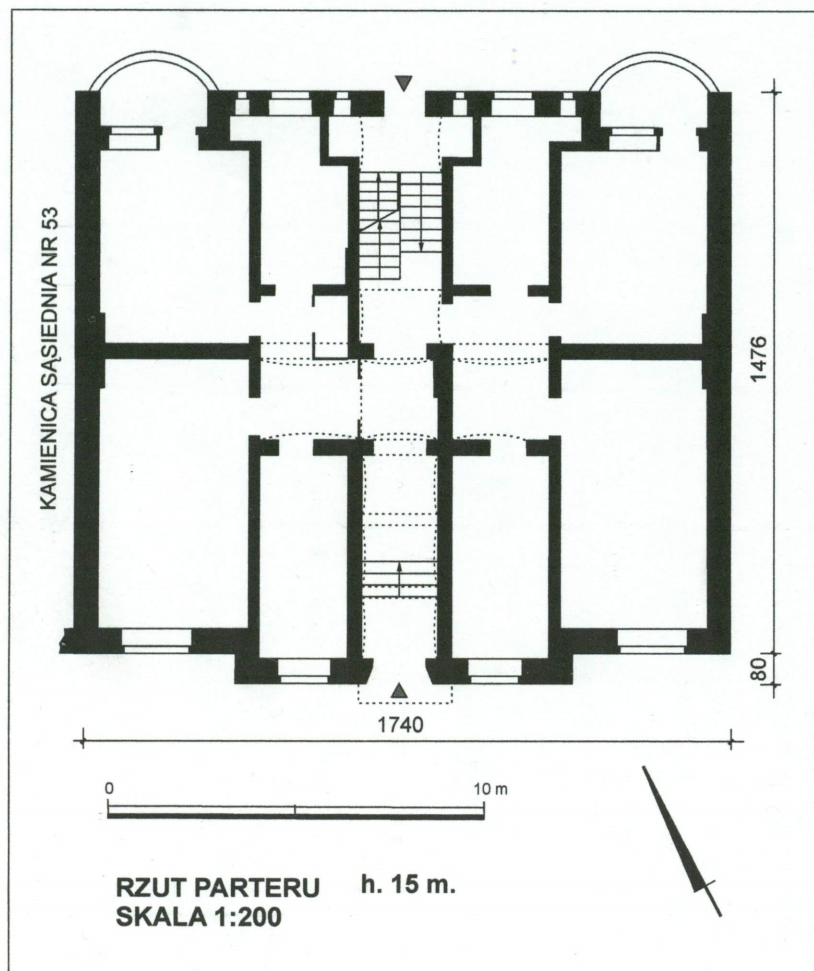 KAMIENICA SĄSIEDNIA NR 53
1476
80
1740
0 10 m
RZUT PARTERU h. 15 m.
SKALA 1:200